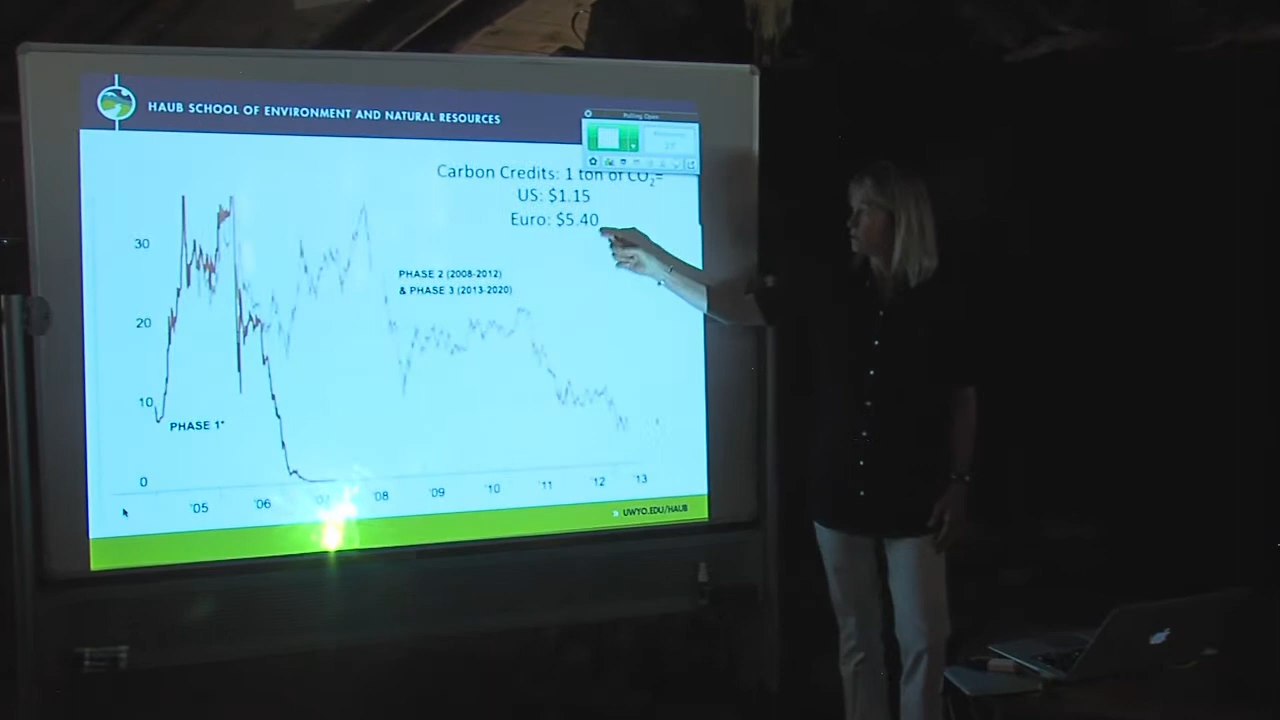 HAUB SCHOOL OF ENVIRONMENT AND NATURAL RESOURCES
Polling Open
Carbon Credits: 1 ton of CO₂=
US: $1.15
Euro: $5.40
30
PHASE 2 (2008-2012)
& PHASE 3 (2013-2020)
20
10
PHASE 1*
0
'05 '06 '08 '09 '10 '11 '12 '13
» UWYO.EDU/HAUB